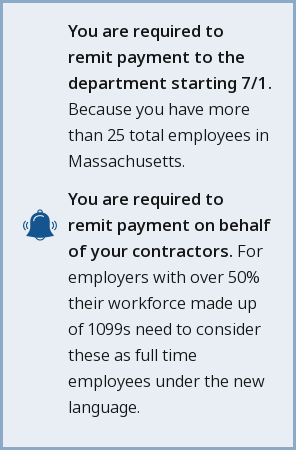 You are required to
remit payment to the
department starting 7/1.
Because you have more
than 25 total employees in
Massachusetts.
You are required to
remit payment on behalf
of your contractors. For
employers with over 50%
their workforce made up
of 1099s need to consider
these as full time
employees under the new
language.